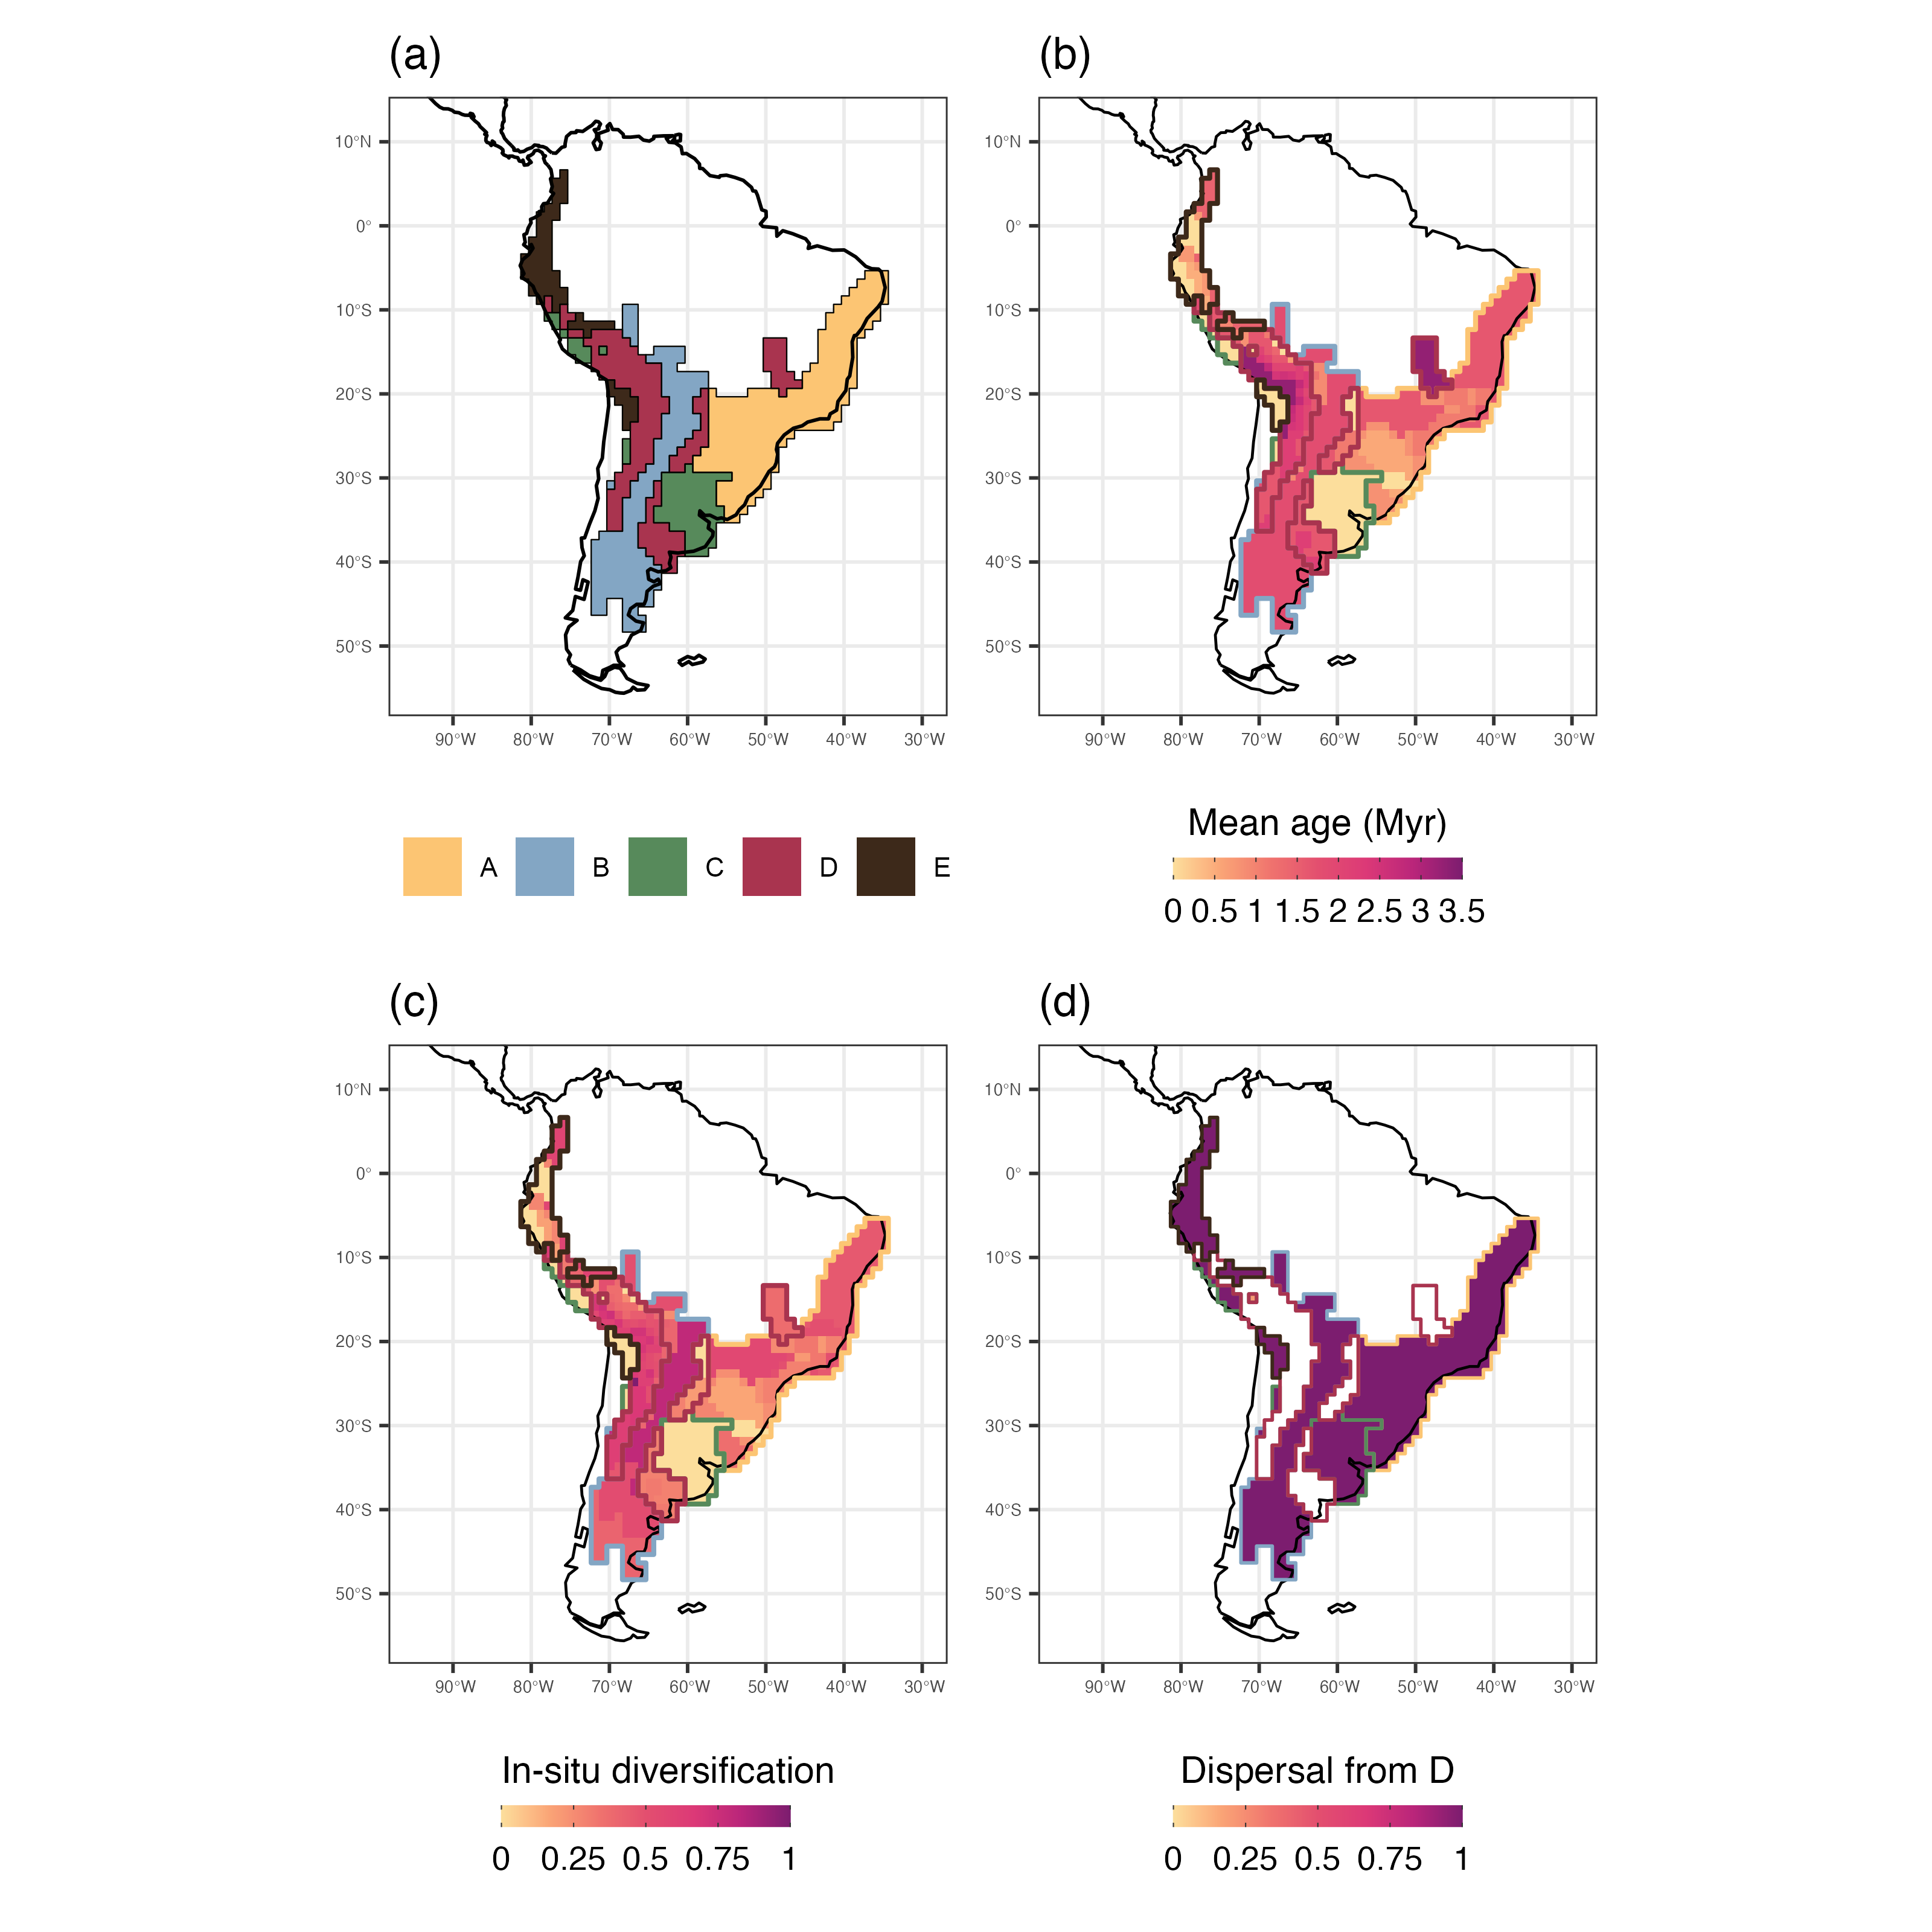 (a) (b)
10°N 10°N
0° 0°
10°S 10°S
20°S 20°S
30°S 30°S
40°S 40°S
50°S 50°S
90°W 80°W 70°W 60°W 50°W 40°W 30°W 90°W 80°W 70°W 60°W 50°W 40°W 30°W
Mean age (Myr)
A B C D E
0 0.5 1 1.5 2 2.5 3 3.5
(c) (d)
10°N 10°N
0° 0°
10°S 10°S
20°S 20°S
30°S 30°S
40°S 40°S
50°S 50°S
90°W 80°W 70°W 60°W 50°W 40°W 30°W 90°W 80°W 70°W 60°W 50°W 40°W 30°W
In-situ diversification Dispersal from D
0 0.25 0.5 0.75 1 0 0.25 0.5 0.75 1